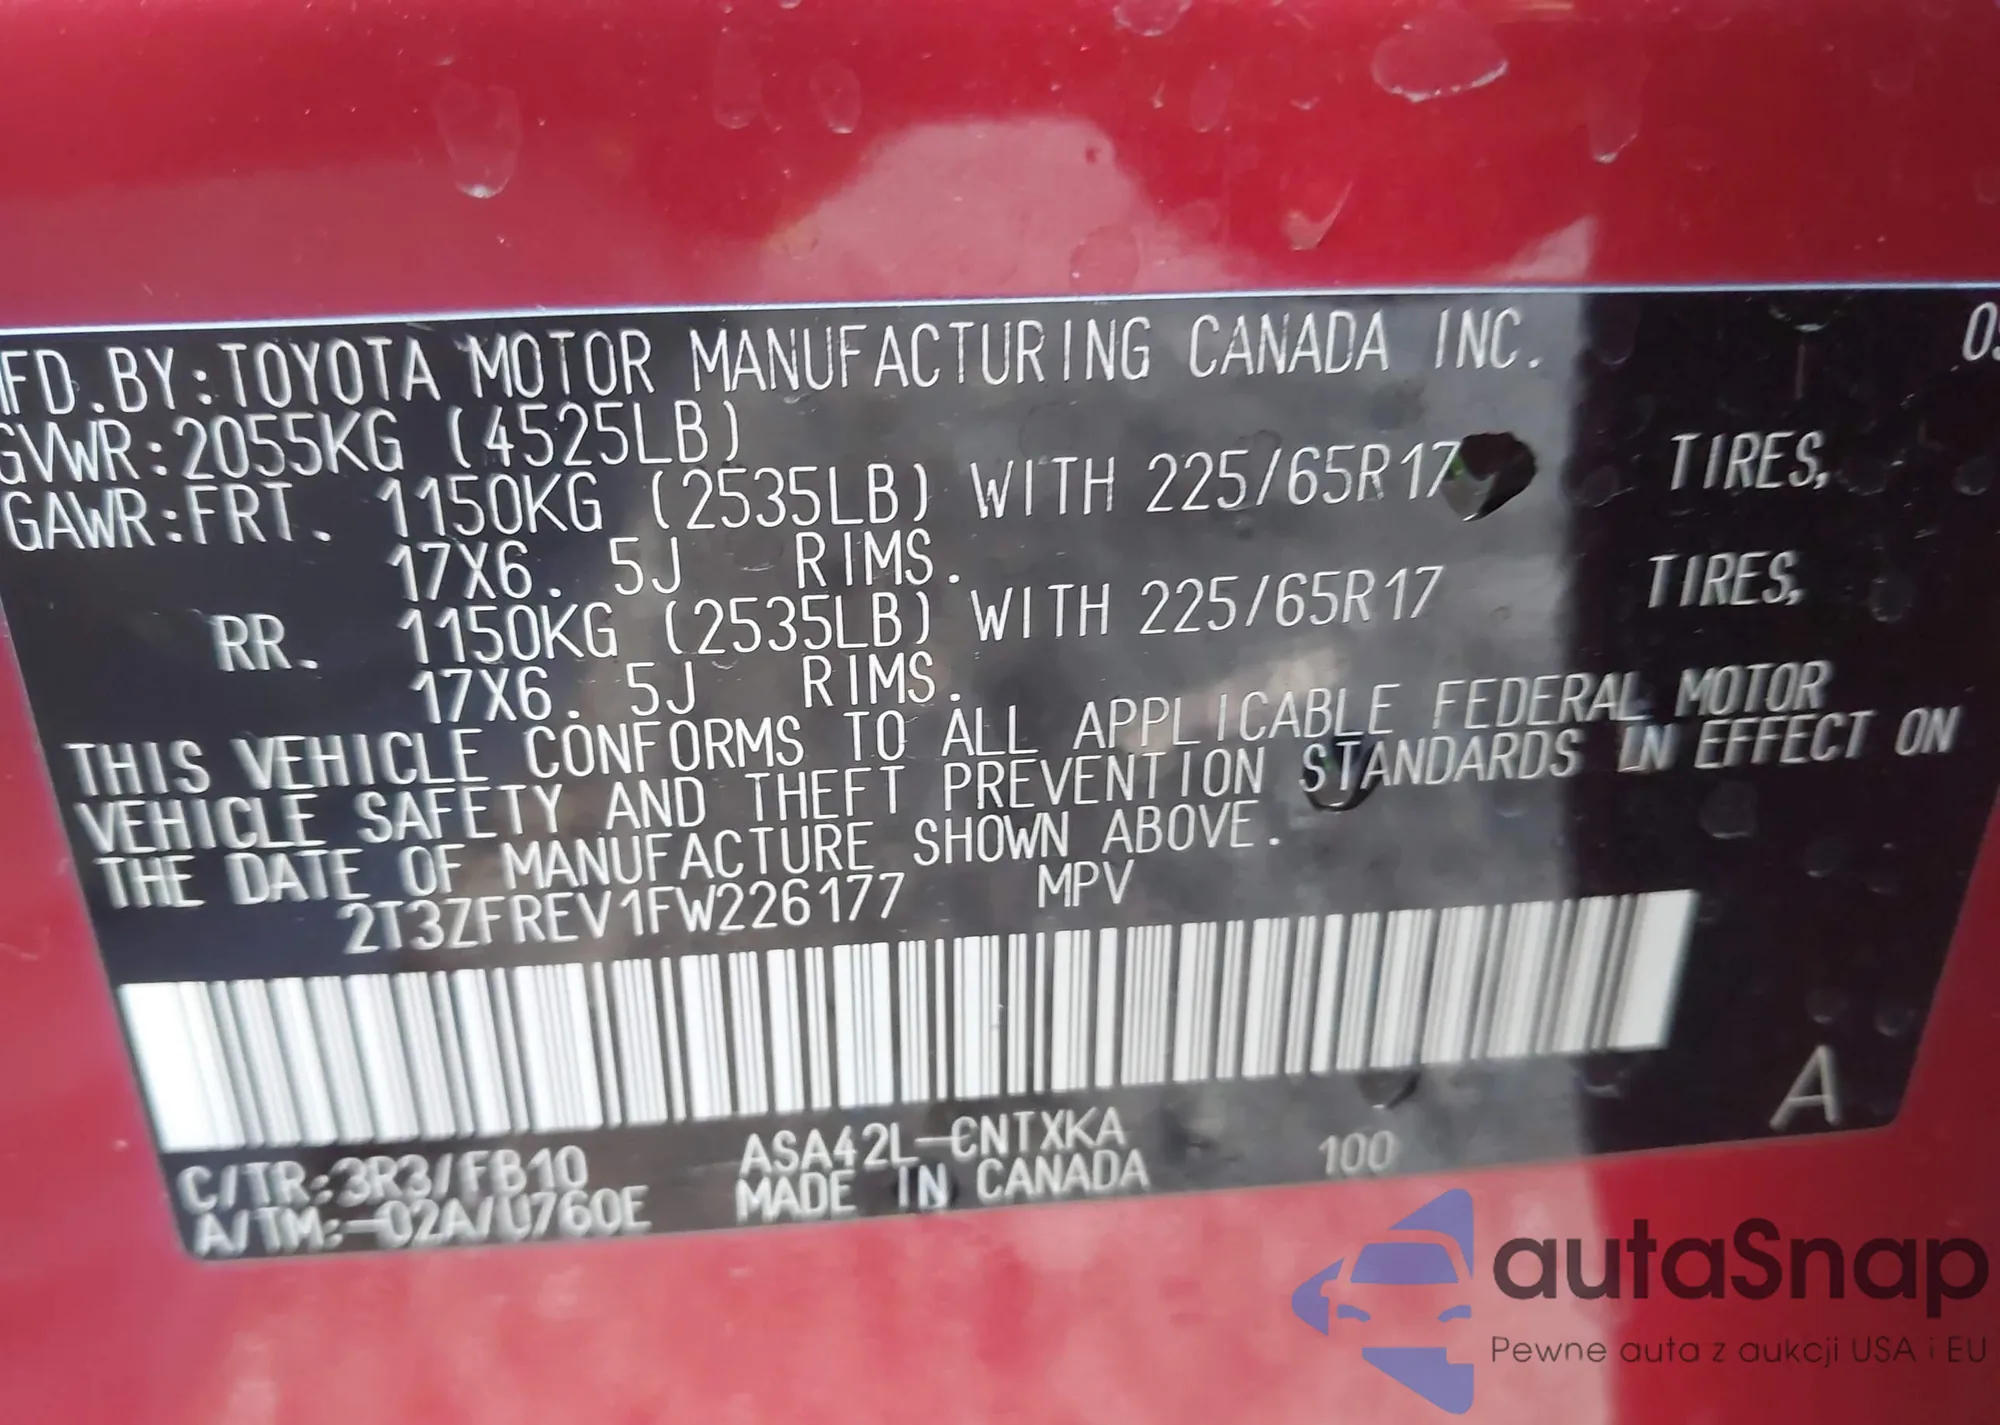 FD.BY:TOYOTA MOTOR MANUFACTURING CANADA INC.
GVWR:2055KG (4525LB)
GAWR:FRT. 1150KG (2535LB) WITH 225/65R17 TIRES,
17X6.5J RIMS.
RR. 1150KG (2535LB) WITH 225/65R17 TIRES,
17X6.5J RIMS.
THIS VEHICLE CONFORMS TO ALL APPLICABLE FEDERAL MOTOR
VEHICLE SAFETY AND THEFT PREVENTION STANDARDS IN EFFECT ON
THE DATE OF MANUFACTURE SHOWN ABOVE.
2T3ZFREV1FW226177 MPV
A
C/TR:3R3/FB10 ASA42L-CNTXKA 100
A/TM:-02A/U760E MADE IN CANADA
autaSnap
Pewne auta z aukcji USA i EU